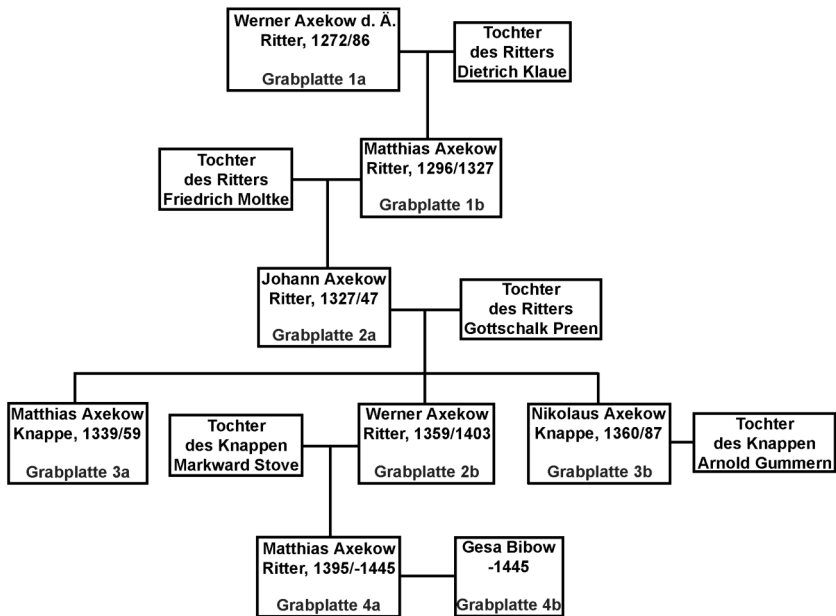 Werner Axekow d. Ä.
Ritter, 1272/86
Grabplatte 1a
Tochter
des Ritters
Dietrich Klaue
Tochter
des Ritters
Friedrich Moltke
Matthias Axekow
Ritter, 1296/1327
Grabplatte 1b
Johann Axekow
Ritter, 1327/47
Grabplatte 2a
Tochter
des Ritters
Gottschalk Preen
Matthias Axekow
Knappe, 1339/59
Grabplatte 3a
Tochter
des Knappen
Markward Stove
Werner Axekow
Ritter, 1359/1403
Grabplatte 2b
Nikolaus Axekow
Knappe, 1360/87
Grabplatte 3b
Tochter
des Knappen
Arnold Gummern
Matthias Axekow
Ritter, 1395/-1445
Grabplatte 4a
Gesa Bibow
-1445
Grabplatte 4b